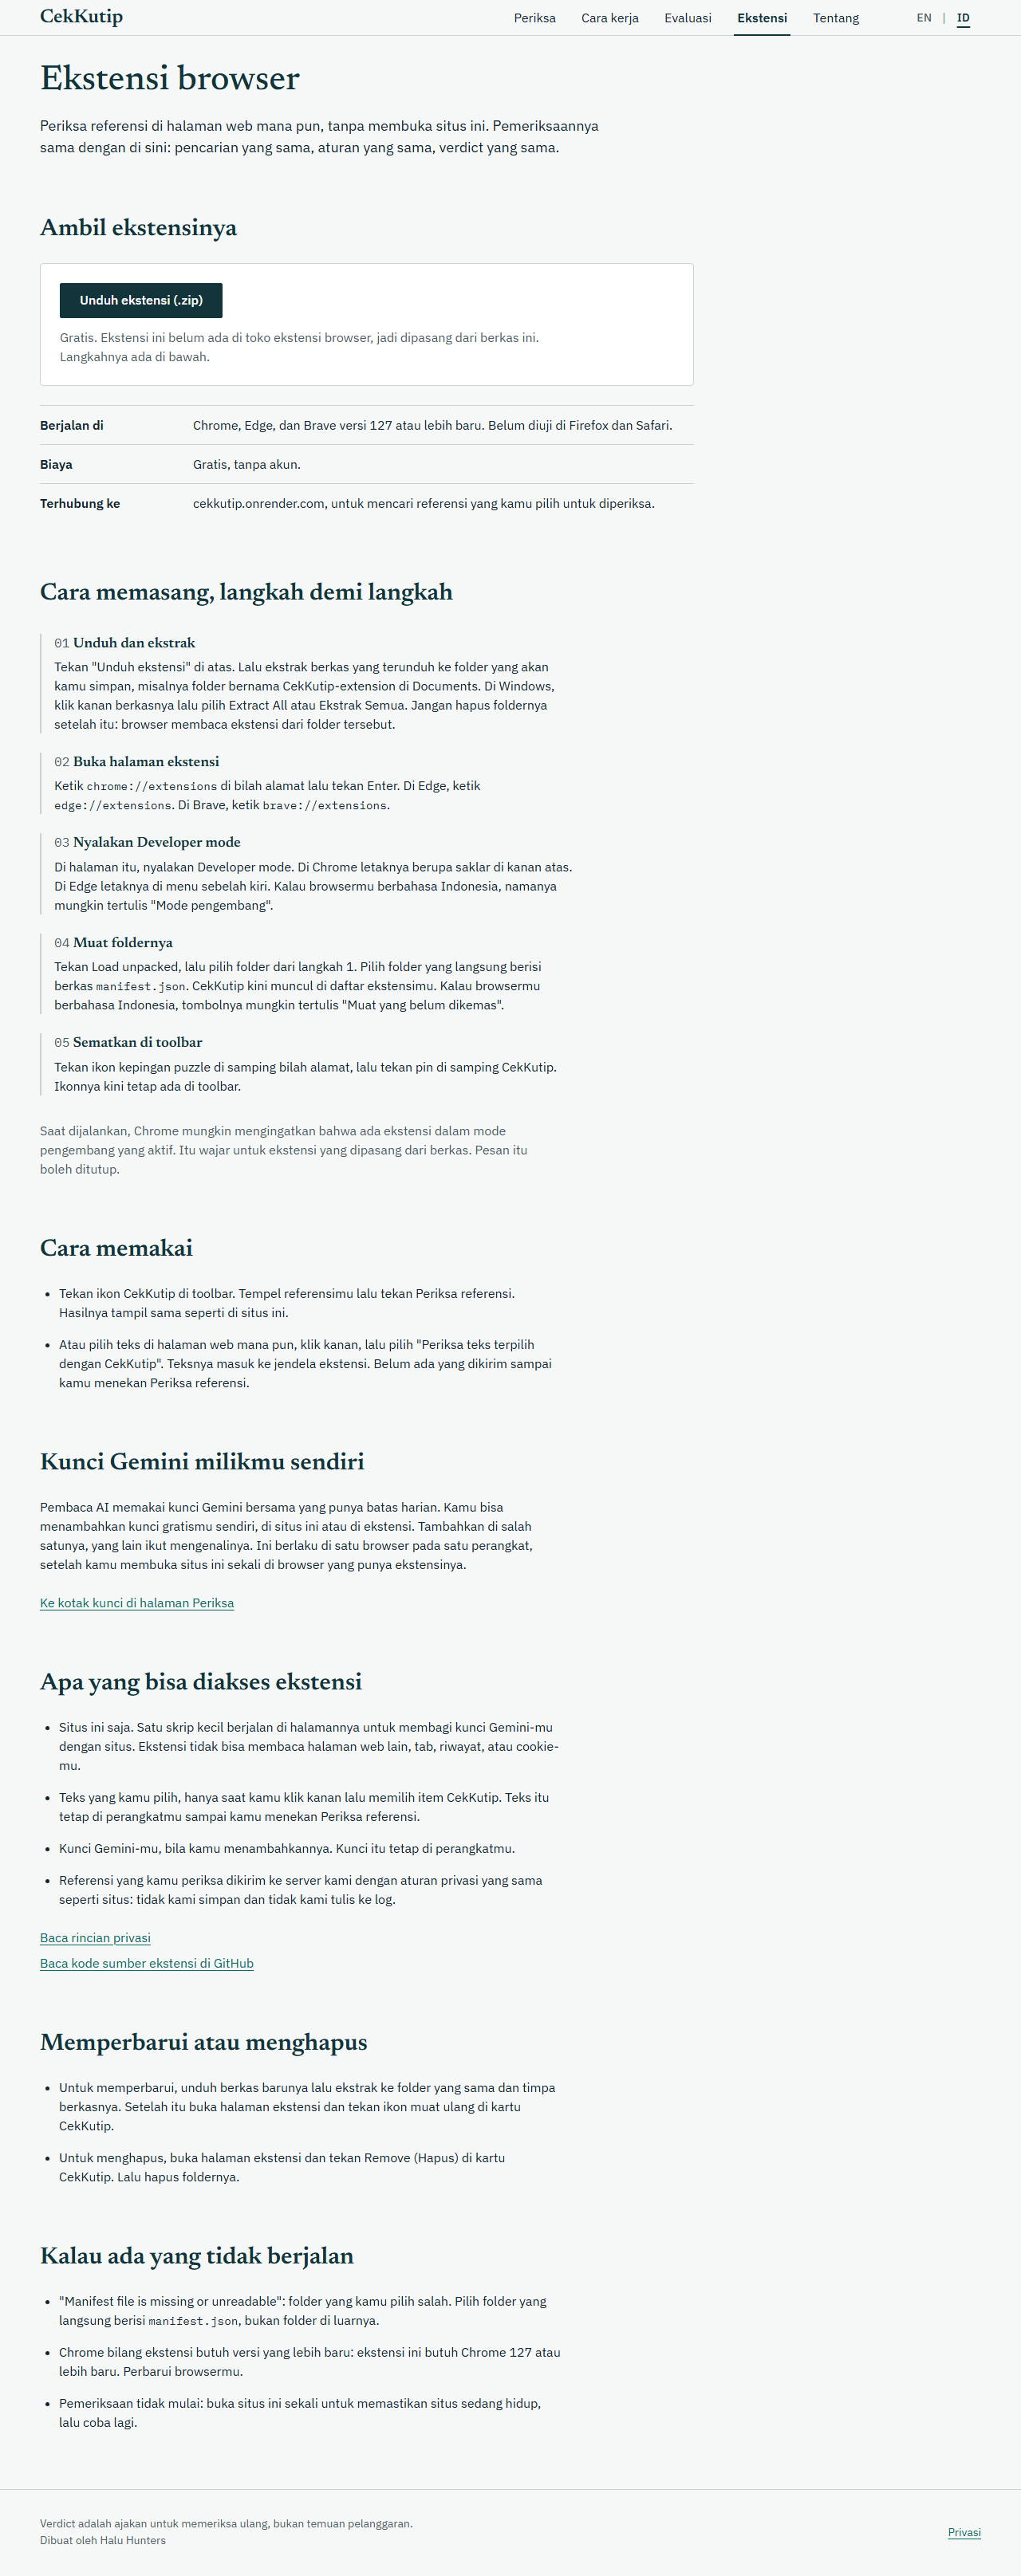 CekKutip
Periksa
Cara kerja
Evaluasi
Ekstensi
Tentang
EN | ID
Ekstensi browser
Periksa referensi di halaman web mana pun, tanpa membuka situs ini. Pemeriksaannya
sama dengan di sini: pencarian yang sama, aturan yang sama, verdict yang sama.
Ambil ekstensinya
Unduh ekstensi (.zip)
Gratis. Ekstensi ini belum ada di toko ekstensi browser, jadi dipasang dari berkas ini.
Langkahnya ada di bawah.
Berjalan di
Chrome, Edge, dan Brave versi 127 atau lebih baru. Belum diuji di Firefox dan Safari.
Biaya
Gratis, tanpa akun.
Terhubung ke
cekkutip.onrender.com, untuk mencari referensi yang kamu pilih untuk diperiksa.
Cara memasang, langkah demi langkah
01 Unduh dan ekstrak
Tekan "Unduh ekstensi" di atas. Lalu ekstrak berkas yang terunduh ke folder yang akan
kamu simpan, misalnya folder bernama CekKutip-extension di Documents. Di Windows,
klik kanan berkasnya lalu pilih Extract All atau Ekstrak Semua. Jangan hapus foldernya
setelah itu: browser membaca ekstensi dari folder tersebut.
02 Buka halaman ekstensi
Ketik chrome://extensions di bilah alamat lalu tekan Enter. Di Edge, ketik
edge://extensions. Di Brave, ketik brave://extensions.
03 Nyalakan Developer mode
Di halaman itu, nyalakan Developer mode. Di Chrome letaknya berupa saklar di kanan atas.
Di Edge letaknya di menu sebelah kiri. Kalau browsermu berbahasa Indonesia, namanya
mungkin tertulis "Mode pengembang".
04 Muat foldernya
Tekan Load unpacked, lalu pilih folder dari langkah 1. Pilih folder yang langsung berisi
berkas manifest.json. CekKutip kini muncul di daftar ekstensimu. Kalau browsermu
berbahasa Indonesia, tombolnya mungkin tertulis "Muat yang belum dikemas".
05 Sematkan di toolbar
Tekan ikon kepingan puzzle di samping bilah alamat, lalu tekan pin di samping CekKutip.
Ikonnya kini tetap ada di toolbar.
Saat dijalankan, Chrome mungkin mengingatkan bahwa ada ekstensi dalam mode
pengembang yang aktif. Itu wajar untuk ekstensi yang dipasang dari berkas. Pesan itu
boleh ditutup.
Cara memakai
• Tekan ikon CekKutip di toolbar. Tempel referensimu lalu tekan Periksa referensi.
Hasilnya tampil sama seperti di situs ini.
• Atau pilih teks di halaman web mana pun, klik kanan, lalu pilih "Periksa teks terpilih
dengan CekKutip". Teksnya masuk ke jendela ekstensi. Belum ada yang dikirim sampai
kamu menekan Periksa referensi.
Kunci Gemini milikmu sendiri
Pembaca AI memakai kunci Gemini bersama yang punya batas harian. Kamu bisa
menambahkan kunci gratismu sendiri, di situs ini atau di ekstensi. Tambahkan di salah
satunya, yang lain ikut mengenalinya. Ini berlaku di satu browser pada satu perangkat,
setelah kamu membuka situs ini sekali di browser yang punya ekstensinya.
Ke kotak kunci di halaman Periksa
Apa yang bisa diakses ekstensi
• Situs ini saja. Satu skrip kecil berjalan di halamannya untuk membagi kunci Gemini-mu
dengan situs. Ekstensi tidak bisa membaca halaman web lain, tab, riwayat, atau cookie-
mu.
• Teks yang kamu pilih, hanya saat kamu klik kanan lalu memilih item CekKutip. Teks itu
tetap di perangkatmu sampai kamu menekan Periksa referensi.
• Kunci Gemini-mu, bila kamu menambahkannya. Kunci itu tetap di perangkatmu.
• Referensi yang kamu periksa dikirim ke server kami dengan aturan privasi yang sama
seperti situs: tidak kami simpan dan tidak kami tulis ke log.
Baca rincian privasi
Baca kode sumber ekstensi di GitHub
Memperbarui atau menghapus
• Untuk memperbarui, unduh berkas barunya lalu ekstrak ke folder yang sama dan timpa
berkasnya. Setelah itu buka halaman ekstensi dan tekan ikon muat ulang di kartu
CekKutip.
• Untuk menghapus, buka halaman ekstensi dan tekan Remove (Hapus) di kartu
CekKutip. Lalu hapus foldernya.
Kalau ada yang tidak berjalan
• "Manifest file is missing or unreadable": folder yang kamu pilih salah. Pilih folder yang
langsung berisi manifest.json, bukan folder di luarnya.
• Chrome bilang ekstensi butuh versi yang lebih baru: ekstensi ini butuh Chrome 127 atau
lebih baru. Perbarui browsermu.
• Pemeriksaan tidak mulai: buka situs ini sekali untuk memastikan situs sedang hidup,
lalu coba lagi.
Verdict adalah ajakan untuk memeriksa ulang, bukan temuan pelanggaran.
Dibuat oleh Halu Hunters
Privasi